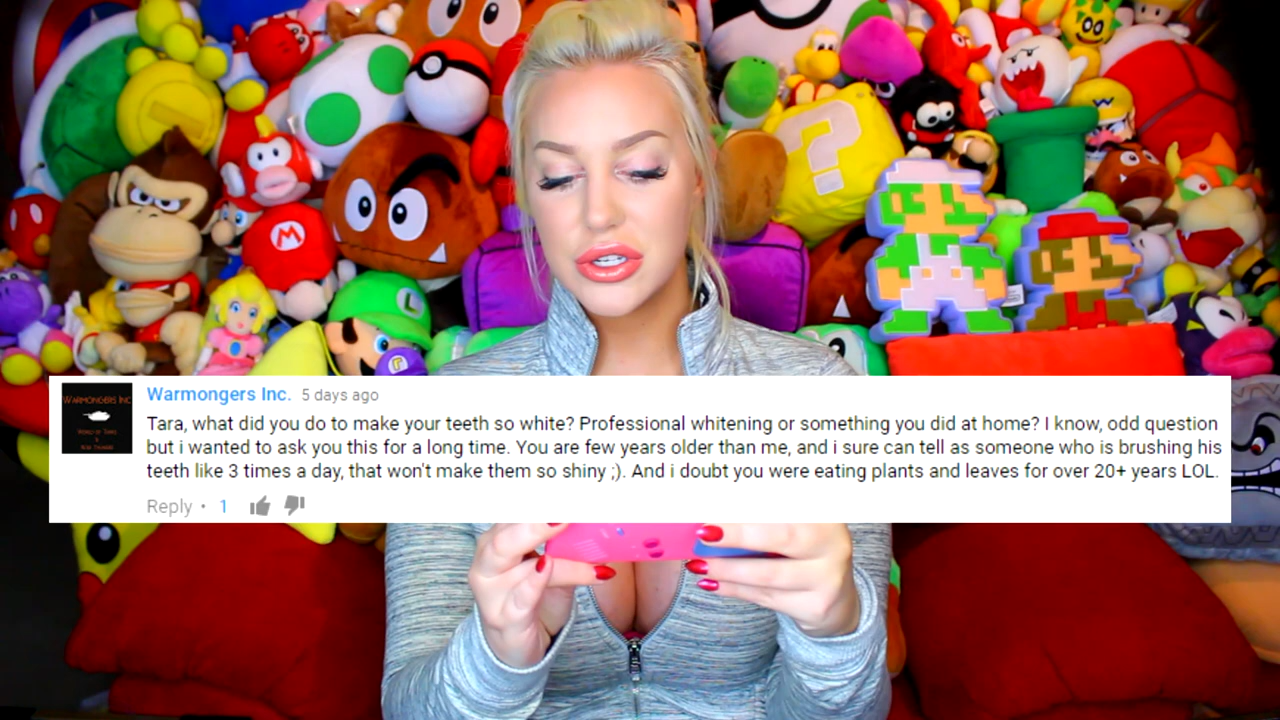 Warmongers Inc. 5 days ago
WARMONGERS INC
Tara, what did you do to make your teeth so white? Professional whitening or something you did at home? I know, odd question
but i wanted to ask you this for a long time. You are few years older than me, and i sure can tell as someone who is brushing his
teeth like 3 times a day, that won't make them so shiny ;). And i doubt you were eating plants and leaves for over 20+ years LOL.
Reply • 1
M
L
?